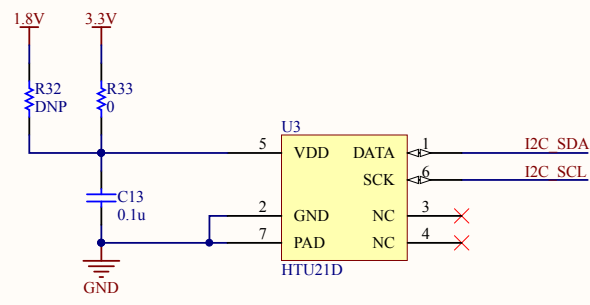 1.8V 3.3V
R32 R33
DNP 0
U3
5 VDD DATA 1 I2C_SDA
SCK 6 I2C_SCL
C13
0.1u
2 GND NC 3
7 PAD NC 4
HTU21D
GND